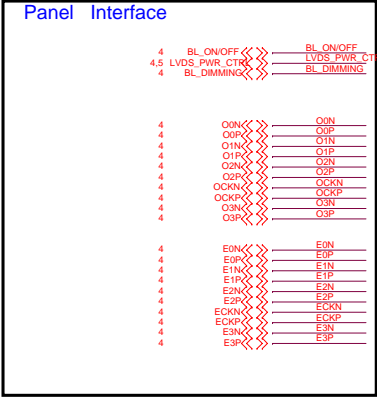 Panel Interface
4 BL_ON/OFF BL_ON/OFF
4,5 LVDS_PWR_CTRL LVDS_PWR_CT
4 BL_DIMMING BL_DIMMING
4 O0N O0N
4 O0P O0P
4 O1N O1N
4 O1P O1P
4 O2N O2N
4 O2P O2P
4 OCKN OCKN
4 OCKP OCKP
4 O3N O3N
4 O3P O3P
4 E0N E0N
4 E0P E0P
4 E1N E1N
4 E1P E1P
4 E2N E2N
4 E2P E2P
4 ECKN ECKN
4 ECKP ECKP
4 E3N E3N
4 E3P E3P